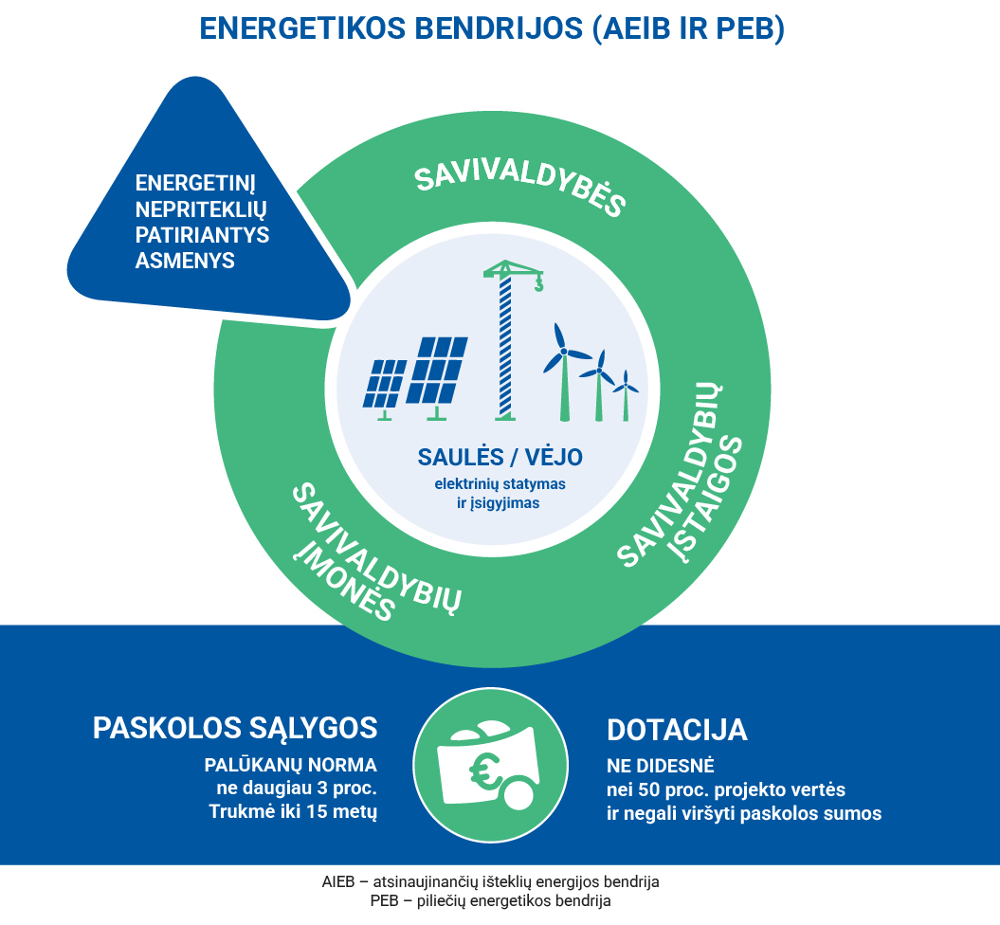 ENERGETIKOS BENDRIJOS (AEIB IR PEB)
ENERGETINĮ
NEPRITEKLIŲ
PATIRIANTYS
ASMENYS
SAVIVALDYBĖS
SAVIVALDYBIŲ
ĮSTAIGOS
SAVIVALDYBIŲ
ĮMONĖS
SAULĖS / VĖJO
elektrinių statymas
ir įsigyjimas
PASKOLOS SĄLYGOS
PALŪKANŲ NORMA
ne daugiau 3 proc.
Trukmė iki 15 metų
€
DOTACIJA
NE DIDESNĖ
nei 50 proc. projekto vertės
ir negali viršyti paskolos sumos
AIEB – atsinaujinančių išteklių energijos bendrija
PEB – piliečių energetikos bendrija